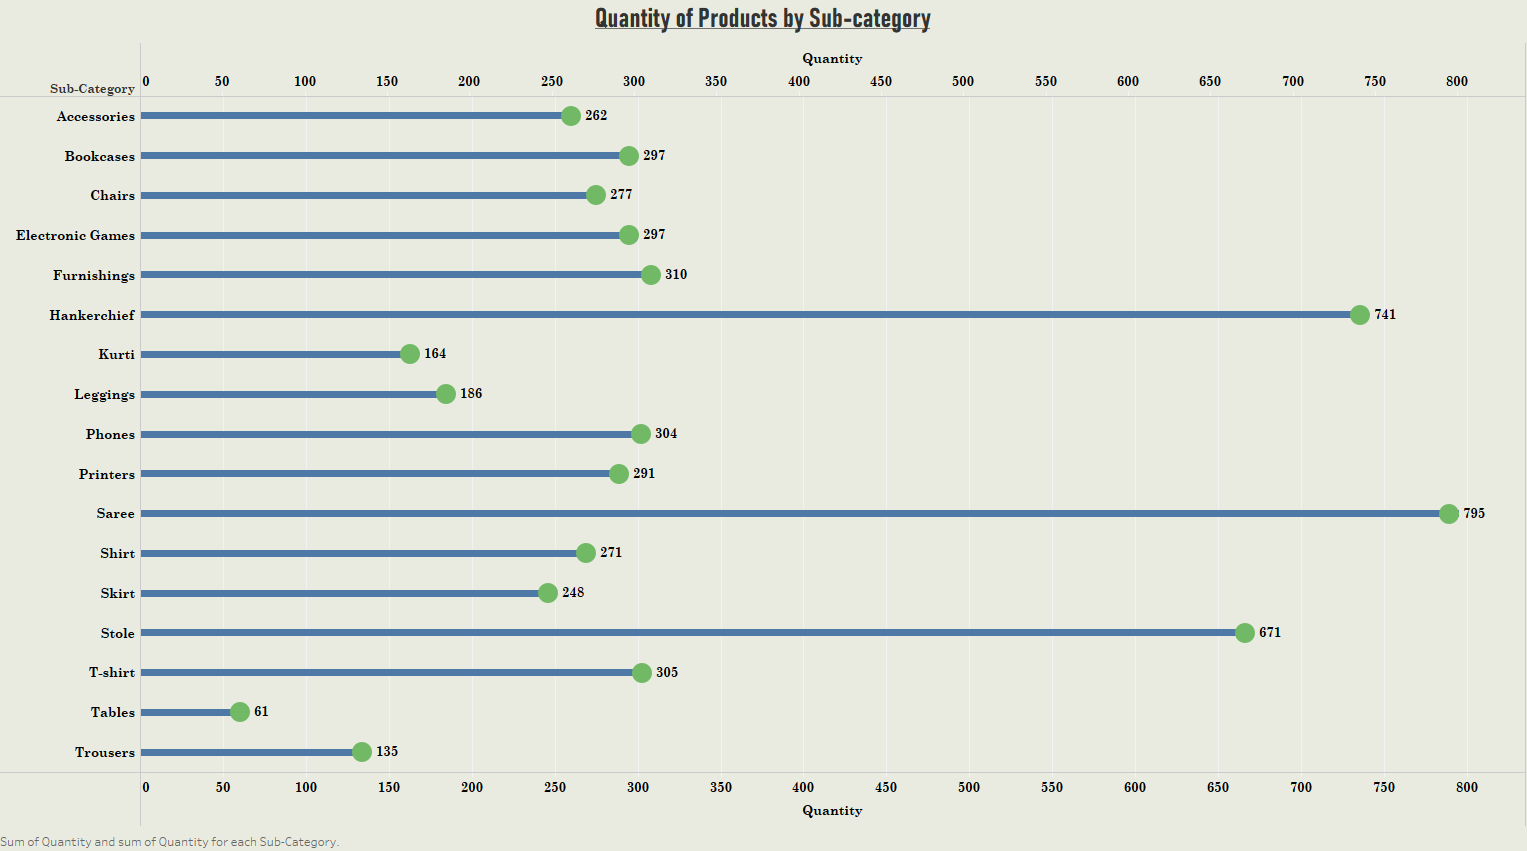 Quantity of Products by Sub-category
Quantity
Sub-Category
0 50 100 150 200 250 300 350 400 450 500 550 600 650 700 750 800
Accessories 262
Bookcases 297
Chairs 277
Electronic Games 297
Furnishings 310
Hankerchief 741
Kurti 164
Leggings 186
Phones 304
Printers 291
Saree 795
Shirt 271
Skirt 248
Stole 671
T-shirt 305
Tables 61
Trousers 135
0 50 100 150 200 250 300 350 400 450 500 550 600 650 700 750 800
Quantity
Sum of Quantity and sum of Quantity for each Sub-Category.